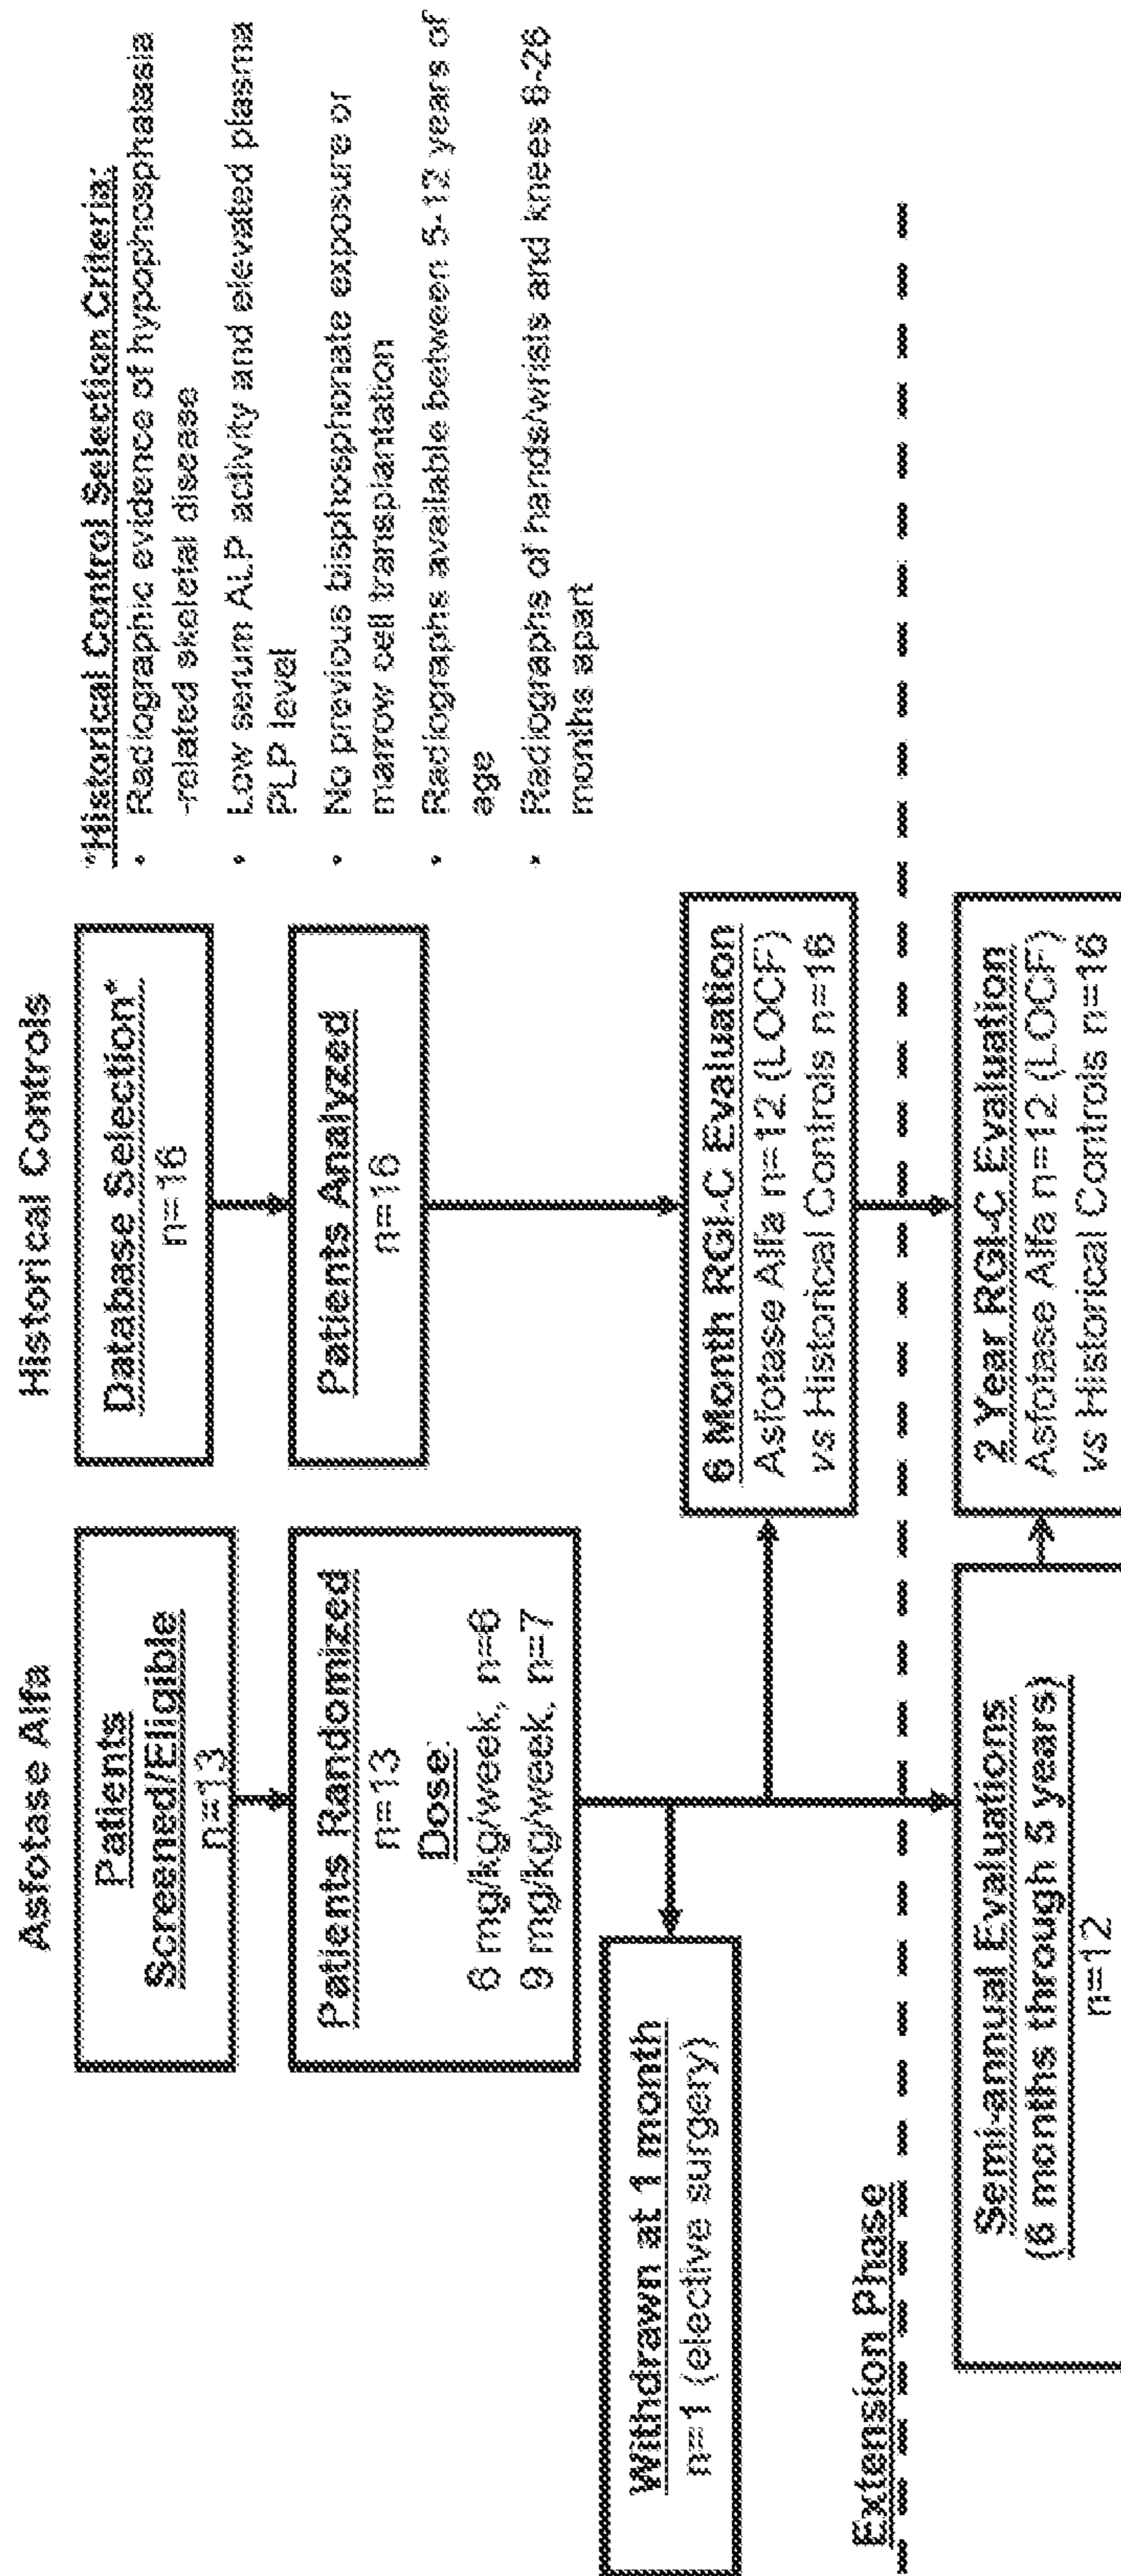 Asfotase Alfa
Patients
Screened/Eligible
n=13
Patients Randomized
n=13
Dose:
6 mg/kg/week, n=6
9 mg/kg/week, n=7
Withdrawn at 1 month
n=1 (elective surgery)
Extension Phase
Semi-annual Evaluations
(6 months through 5 years)
n=12
Historical Controls
Database Selection*
n=16
Patients Analyzed
n=16
6 Month RGI-C Evaluation
Asfotase Alfa n=12 (LOCF)
vs Historical Controls n=16
2 Year RGI-C Evaluation
Asfotase Alfa n=12 (LOCF)
vs Historical Controls n=16
*Historical Control Selection Criteria:
• Radiographic evidence of hypophosphatasia
-related skeletal disease
• Low serum ALP activity and elevated plasma
PLP level
• No previous bisphosphonate exposure or
marrow cell transplantation
• Radiographs available between 5-12 years of
age
• Radiographs of hands/wrists and knees 8-26
months apart